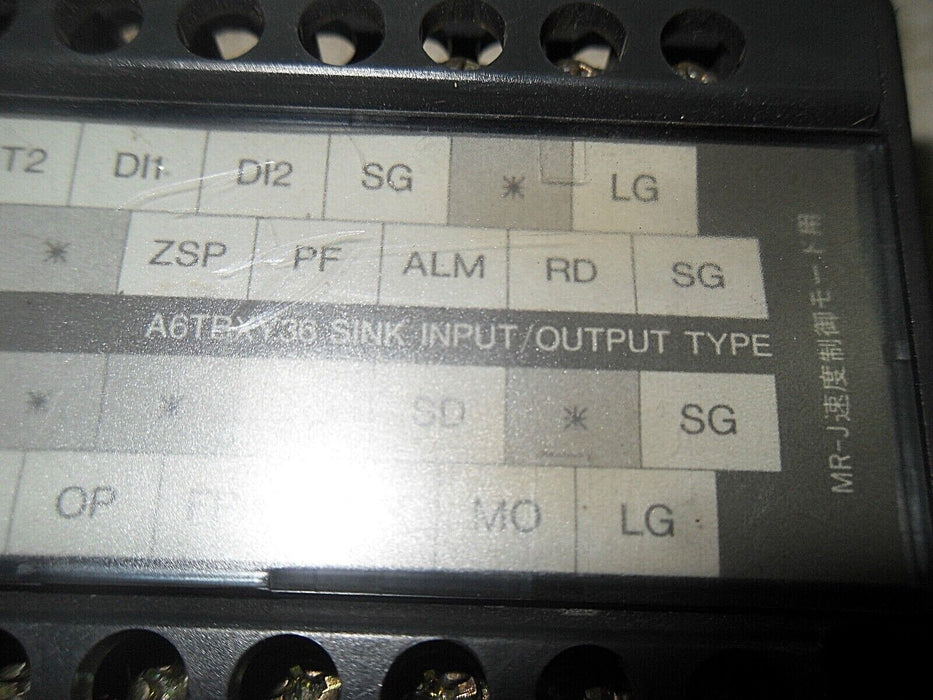 T2 DI1 DI2 SG * LG
* ZSP PF ALM RD SG
A6TBXY36 SINK INPUT/OUTPUT TYPE
* * SD * SG
OP MO LG
MR-J速度制御モード用